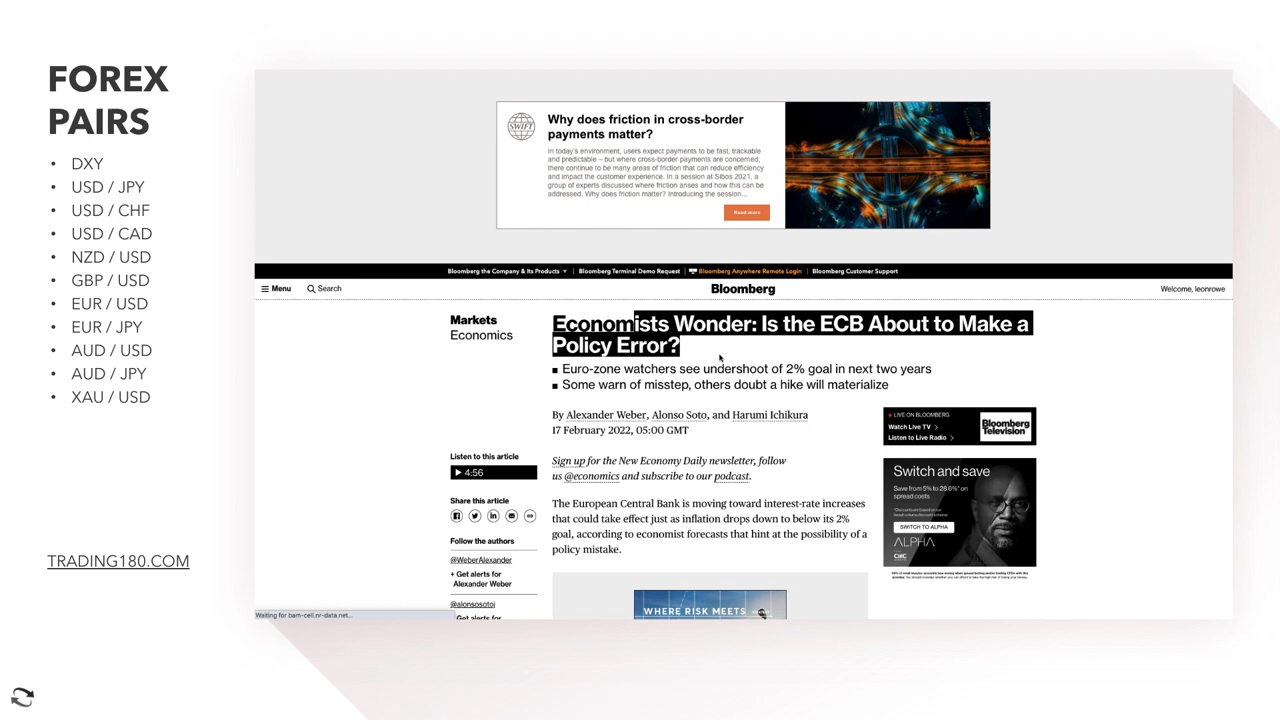 FOREX
PAIRS
• DXY
• USD / JPY
• USD / CHF
• USD / CAD
• NZD / USD
• GBP / USD
• EUR / USD
• EUR / JPY
• AUD / USD
• AUD / JPY
• XAU / USD
TRADING180.COM
SWIFT
Why does friction in cross-border
payments matter?
In today's environment, users expect payments to be fast, trackable
and predictable – but where cross-border payments are concerned,
there continue to be many areas of friction that can reduce efficiency
and impact the customer experience. In a session at Sibos 2021, a
group of experts discussed where friction arises and how this can be
addressed. Why does friction matter? Introducing the session...
Read more
Bloomberg the Company & Its Products | Bloomberg Terminal Demo Request | Bloomberg Anywhere Remote Login | Bloomberg Customer Support
Menu Search Bloomberg Welcome, leonrowe
Markets
Economics
Economists Wonder: Is the ECB About to Make a
Policy Error?
Euro-zone watchers see undershoot of 2% goal in next two years
Some warn of misstep, others doubt a hike will materialize
By Alexander Weber, Alonso Soto, and Harumi Ichikura
17 February 2022, 05:00 GMT
Sign up for the New Economy Daily newsletter, follow
us @economics and subscribe to our podcast.
The European Central Bank is moving toward interest-rate increases
that could take effect just as inflation drops down to below its 2%
goal, according to economist forecasts that hint at the possibility of a
policy mistake.
Listen to this article
4:56
Share this article
Follow the authors
@WeberAlexander
+ Get alerts for
Alexander Weber
@alonsosotoj
+ Get alerts for
LIVE ON BLOOMBERG
Watch Live TV
Listen to Live Radio
Bloomberg
Television
Switch and save
Save from 5% to 28.6%* on
spread costs
SWITCH TO ALPHA
ALPHA
CMC
WHERE RISK MEETS
Waiting for bam-cell.nr-data.net...